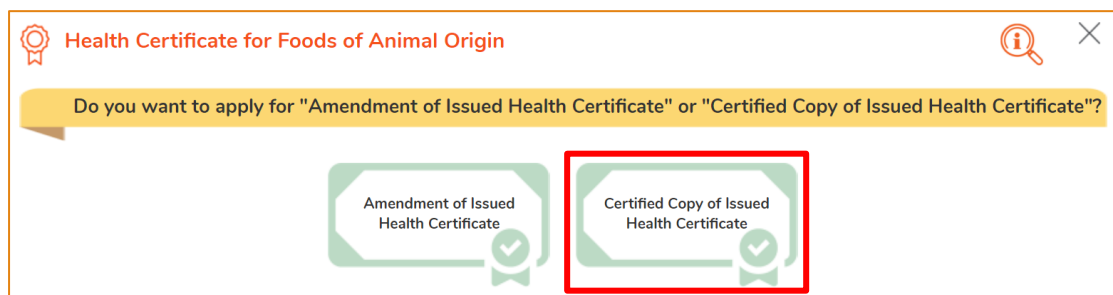 Health Certificate for Foods of Animal Origin
Do you want to apply for "Amendment of Issued Health Certificate" or "Certified Copy of Issued Health Certificate"?
Amendment of Issued
Health Certificate
Certified Copy of Issued
Health Certificate